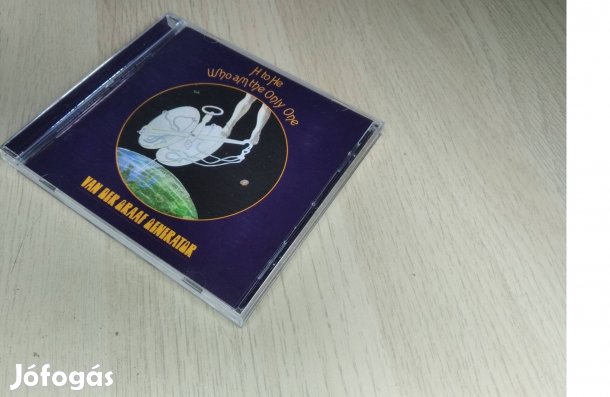 H to He
Who am the Only One
VAN DER GRAAF GENERATOR
Jófogás